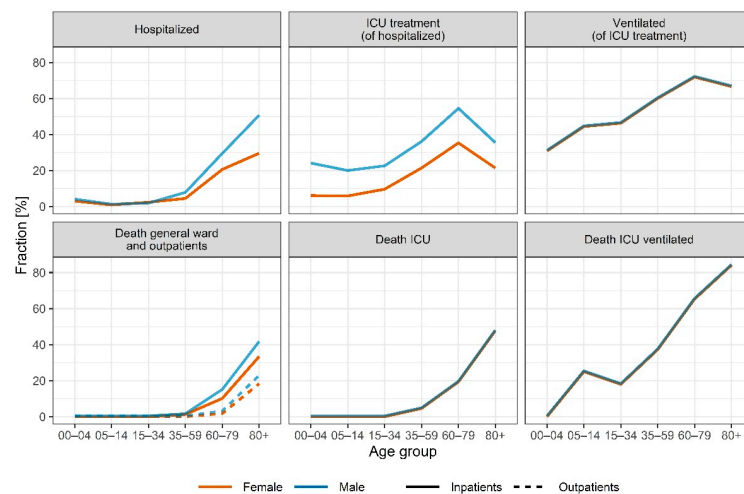 Hospitalized
ICU treatment
(of hospitalized)
Ventilated
(of ICU treatment)
80
60
40
20
0
Death general ward
and outpatients
Death ICU
Death ICU ventilated
80
60
40
20
0
Fraction [%]
00–04 05–14 15–34 35–59 60–79 80+
00–04 05–14 15–34 35–59 60–79 80+
00–04 05–14 15–34 35–59 60–79 80+
Age group
Female Male Inpatients Outpatients